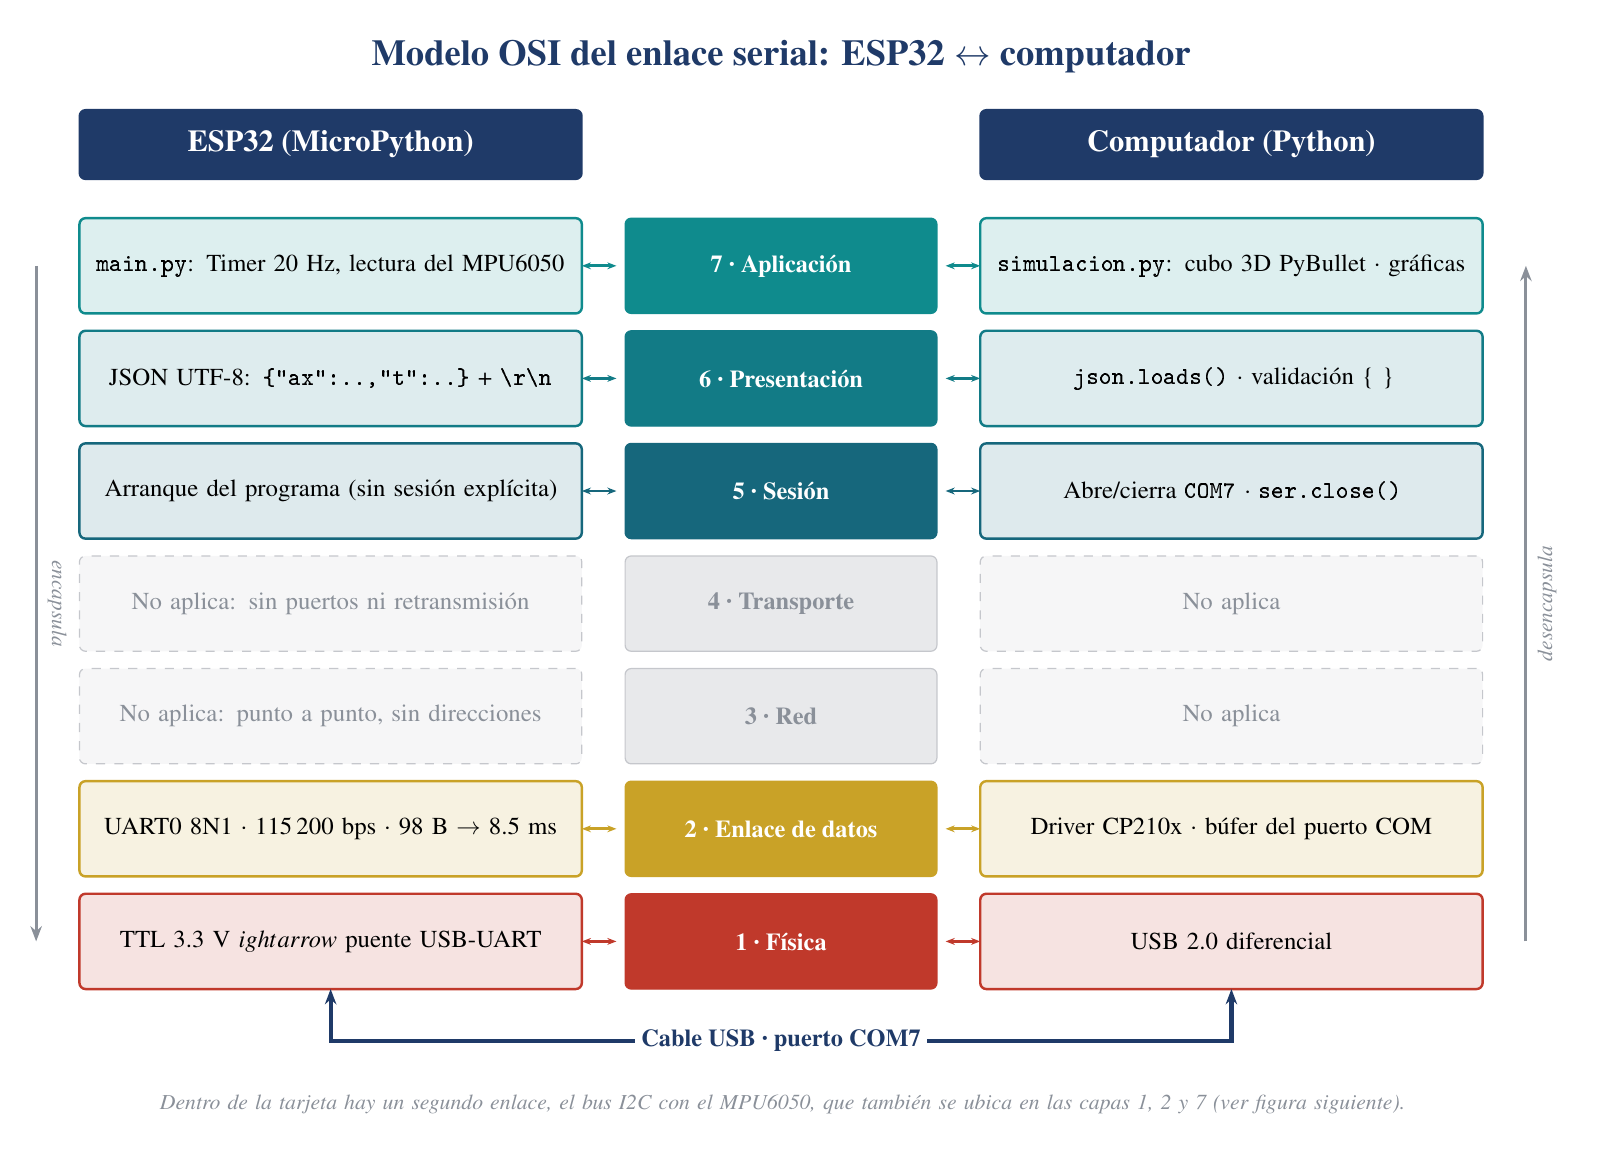 Modelo OSI del enlace serial: ESP32 ↔ computador
ESP32 (MicroPython)
Computador (Python)
main.py: Timer 20 Hz, lectura del MPU6050
7 · Aplicación
simulacion.py: cubo 3D PyBullet · gráficas
JSON UTF-8: {"ax":..,"t":..} + \r\n
6 · Presentación
json.loads() · validación { }
Arranque del programa (sin sesión explícita)
5 · Sesión
Abre/cierra COM7 · ser.close()
encapsula
desencapsula
No aplica: sin puertos ni retransmisión
4 · Transporte
No aplica
No aplica: punto a punto, sin direcciones
3 · Red
No aplica
UART0 8N1 · 115 200 bps · 98 B → 8.5 ms
2 · Enlace de datos
Driver CP210x · búfer del puerto COM
TTL 3.3 V ightarrow puente USB-UART
1 · Física
USB 2.0 diferencial
Cable USB · puerto COM7
Dentro de la tarjeta hay un segundo enlace, el bus I2C con el MPU6050, que también se ubica en las capas 1, 2 y 7 (ver figura siguiente).